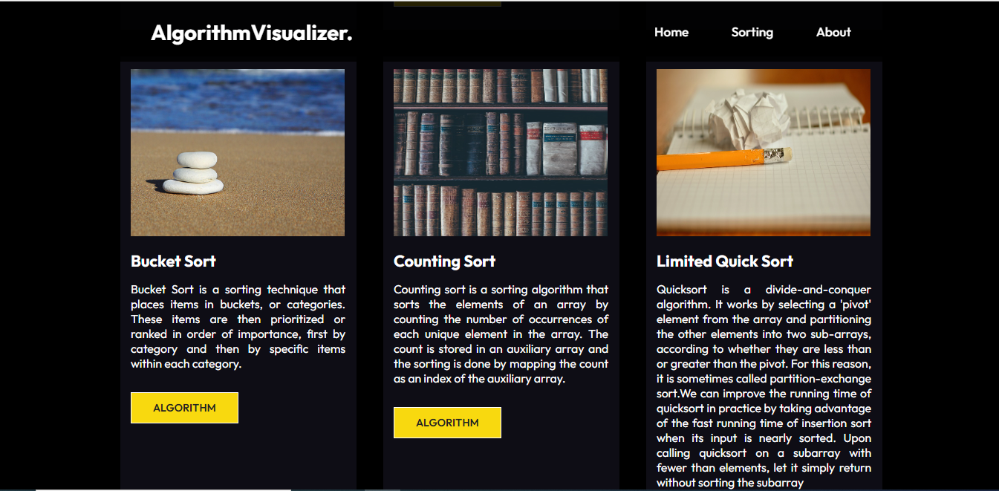 AlgorithmVisualizer.
Home
Sorting
About
Bucket Sort
Bucket Sort is a sorting technique that
places items in buckets, or categories.
These items are then prioritized or
ranked in order of importance, first by
category and then by specific items
within each category.
ALGORITHM
Counting Sort
Counting sort is a sorting algorithm that
sorts the elements of an array by
counting the number of occurrences of
each unique element in the array. The
count is stored in an auxiliary array and
the sorting is done by mapping the count
as an index of the auxiliary array.
ALGORITHM
Limited Quick Sort
Quicksort is a divide-and-conquer
algorithm. It works by selecting a 'pivot'
element from the array and partitioning
the other elements into two sub-arrays,
according to whether they are less than
or greater than the pivot. For this reason,
it is sometimes called partition-exchange
sort.We can improve the running time of
quicksort in practice by taking advantage
of the fast running time of insertion sort
when its input is nearly sorted. Upon
calling quicksort on a subarray with
fewer than elements, let it simply return
without sorting the subarray